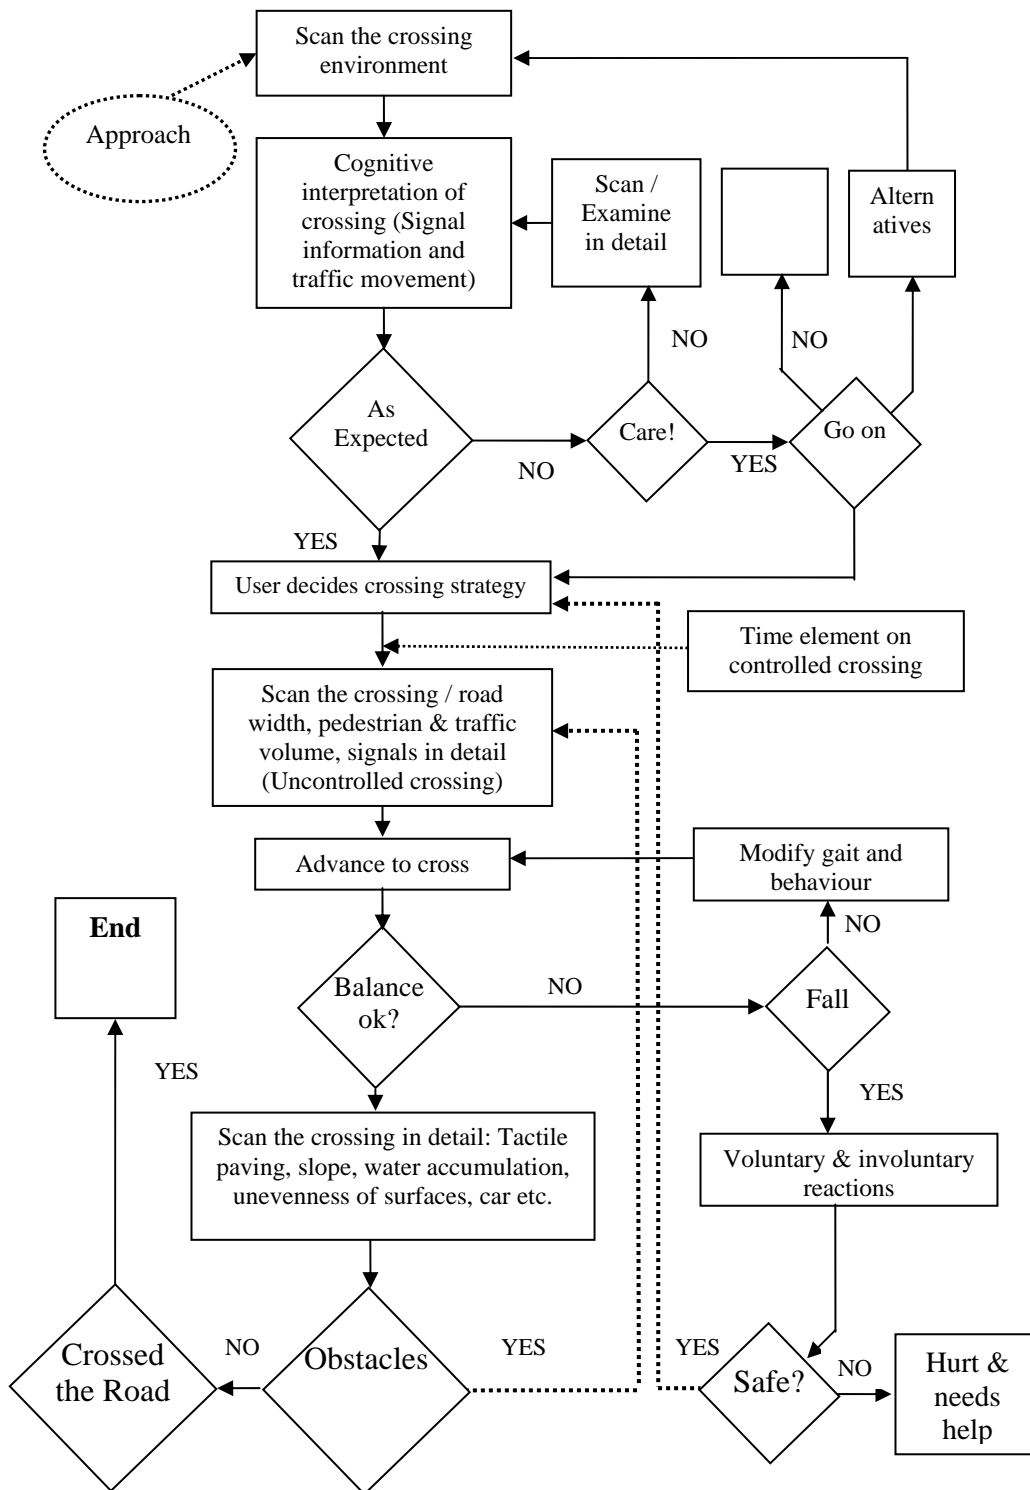 Scan the crossing
environment
Approach
Cognitive
interpretation of
crossing (Signal
information and
traffic movement)
Scan /
Examine
in detail
Altern
atives
NO
NO
As
Expected
Care!
Go on
NO
YES
YES
User decides crossing strategy
Time element on
controlled crossing
Scan the crossing / road
width, pedestrian & traffic
volume, signals in detail
(Uncontrolled crossing)
Advance to cross
Modify gait and
behaviour
End
NO
Balance
ok?
NO
Fall
YES
YES
Scan the crossing in detail: Tactile
paving, slope, water accumulation,
unevenness of surfaces, car etc.
Voluntary & involuntary
reactions
Crossed
the Road
NO
Obstacles
YES
YES
Safe?
NO
Hurt &
needs
help